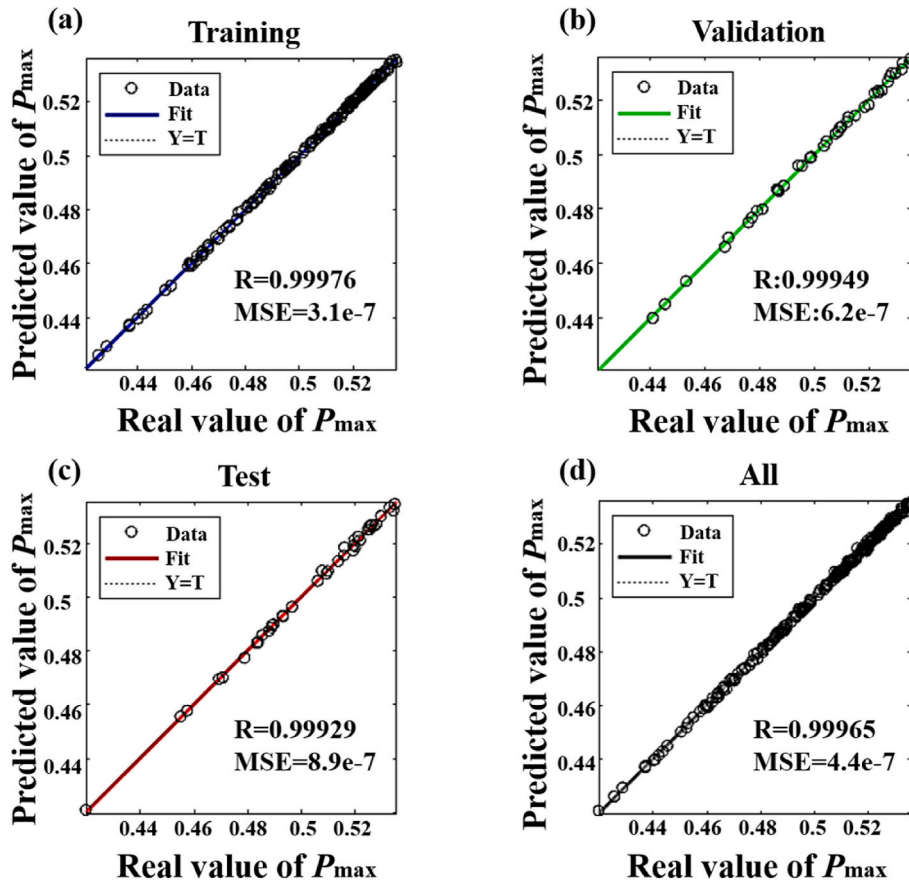 (a)
Training
Predicted value of Pmax
0.52
0.5
0.48
0.46
0.44
Data
Fit
Y=T
R=0.99976
MSE=3.1e-7
0.44 0.46 0.48 0.5 0.52
Real value of Pmax
(b)
Validation
Predicted value of Pmax
0.52
0.5
0.48
0.46
0.44
Data
Fit
Y=T
R:0.99949
MSE:6.2e-7
0.44 0.46 0.48 0.5 0.52
Real value of Pmax
(c)
Test
Predicted value of Pmax
0.52
0.5
0.48
0.46
0.44
Data
Fit
Y=T
R=0.99929
MSE=8.9e-7
0.44 0.46 0.48 0.5 0.52
Real value of Pmax
(d)
All
Predicted value of Pmax
0.52
0.5
0.48
0.46
0.44
Data
Fit
Y=T
R=0.99965
MSE=4.4e-7
0.44 0.46 0.48 0.5 0.52
Real value of Pmax